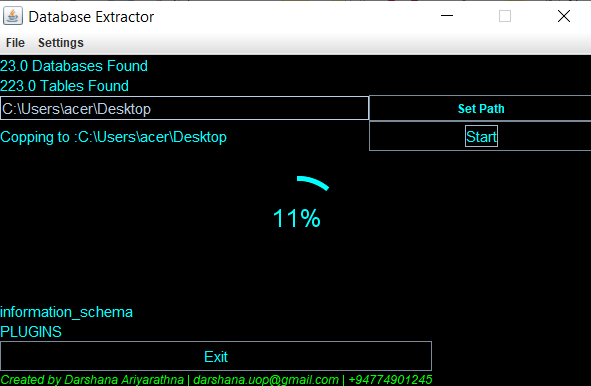 Database Extractor
File Settings
23.0 Databases Found
223.0 Tables Found
C:\Users\acer\Desktop
Set Path
Copping to :C:\Users\acer\Desktop
Start
11%
information_schema
PLUGINS
Exit
Created by Darshana Ariyarathna | darshana.uop@gmail.com | +94774901245